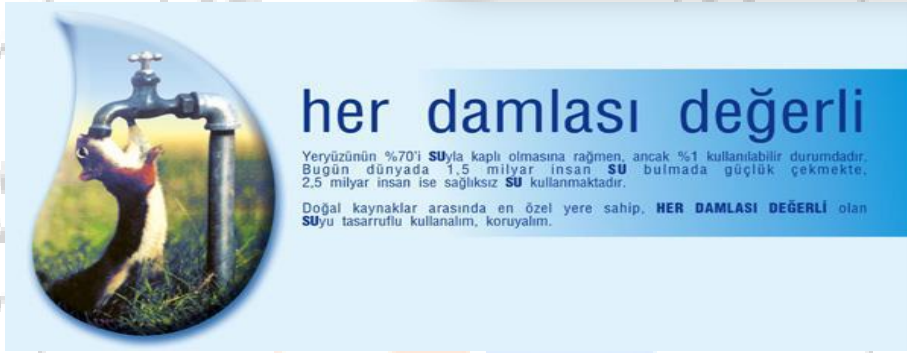 her damlası değerli
Yeryüzünün %70'i SUyla kaplı olmasına rağmen, ancak %1 kullanılabilir durumdadır.
Bugün dünyada 1,5 milyar insan SU bulmada güçlük çekmekte,
2,5 milyar insan ise sağlıksız SU kullanmaktadır.
Doğal kaynaklar arasında en özel yere sahip, HER DAMLASI DEĞERLİ olan
SUyu tasarruflu kullanalım, koruyalım.